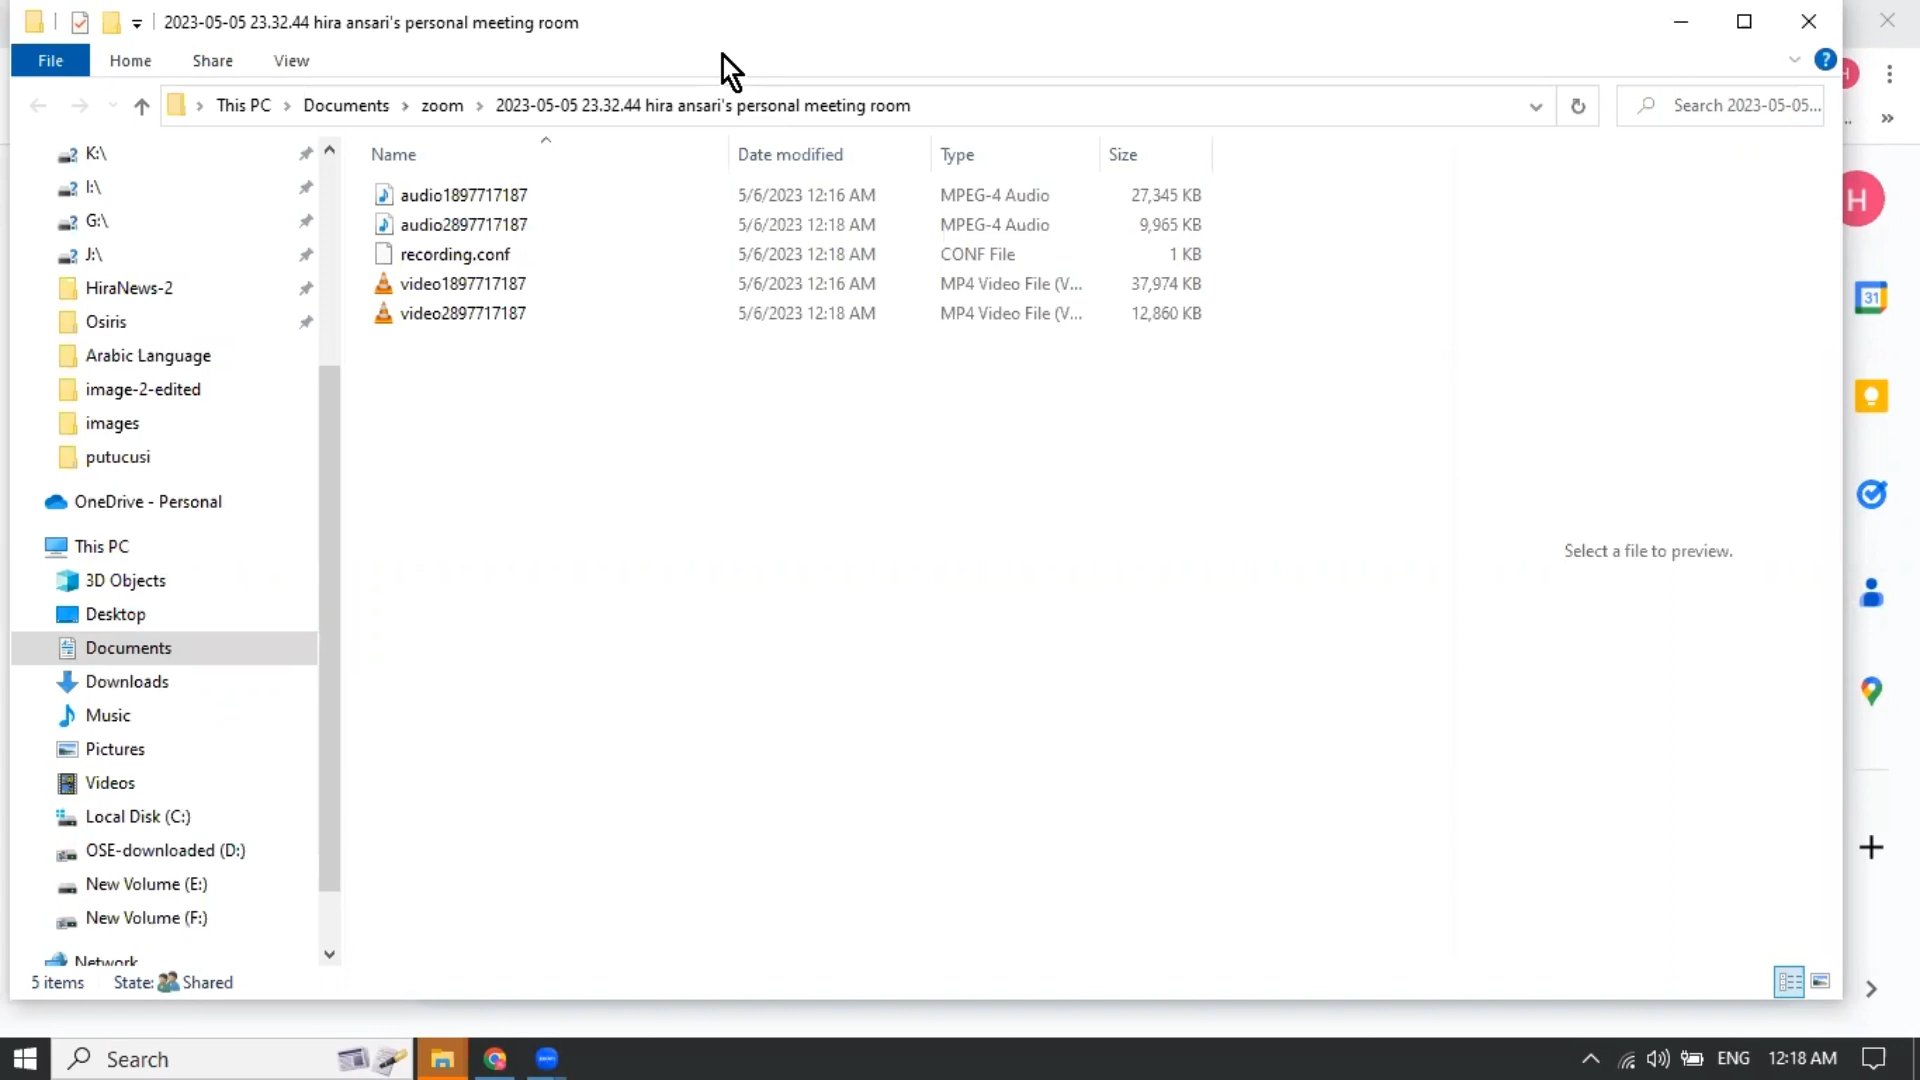 2023-05-05 23.32.44 hira ansari's personal meeting room
File Home Share View ?
This PC Documents zoom 2023-05-05 23.32.44 hira ansari's personal meeting room Search 2023-05-05...
K:\
I:\
G:\
J:\
HiraNews-2
Osiris
Arabic Language
image-2-edited
images
putucusi
OneDrive - Personal
This PC
3D Objects
Desktop
Documents
Downloads
Music
Pictures
Videos
Local Disk (C:)
OSE-downloaded (D:)
New Volume (E:)
New Volume (F:)
Network
Name Date modified Type Size
audio1897717187 5/6/2023 12:16 AM MPEG-4 Audio 27,345 KB
audio2897717187 5/6/2023 12:18 AM MPEG-4 Audio 9,965 KB
recording.conf 5/6/2023 12:18 AM CONF File 1 KB
video1897717187 5/6/2023 12:16 AM MP4 Video File (V... 37,974 KB
video2897717187 5/6/2023 12:18 AM MP4 Video File (V... 12,860 KB
Select a file to preview.
H
31
5 items State: Shared
Search ENG 12:18 AM